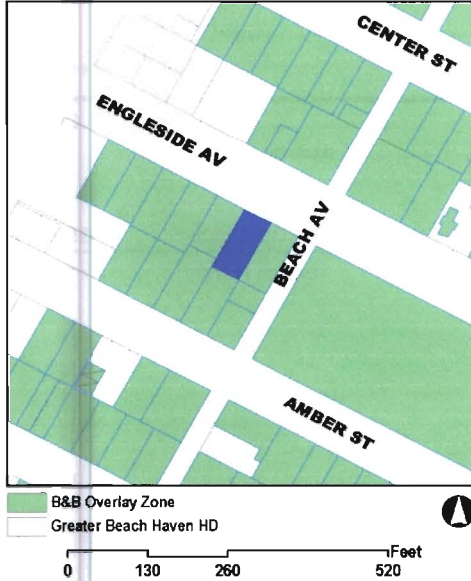 CENTER ST
ENGLESIDE AV
BEACH AV
AMBER ST
B&B Overlay Zone
Greater Beach Haven HD
Feet
0 130 260 520